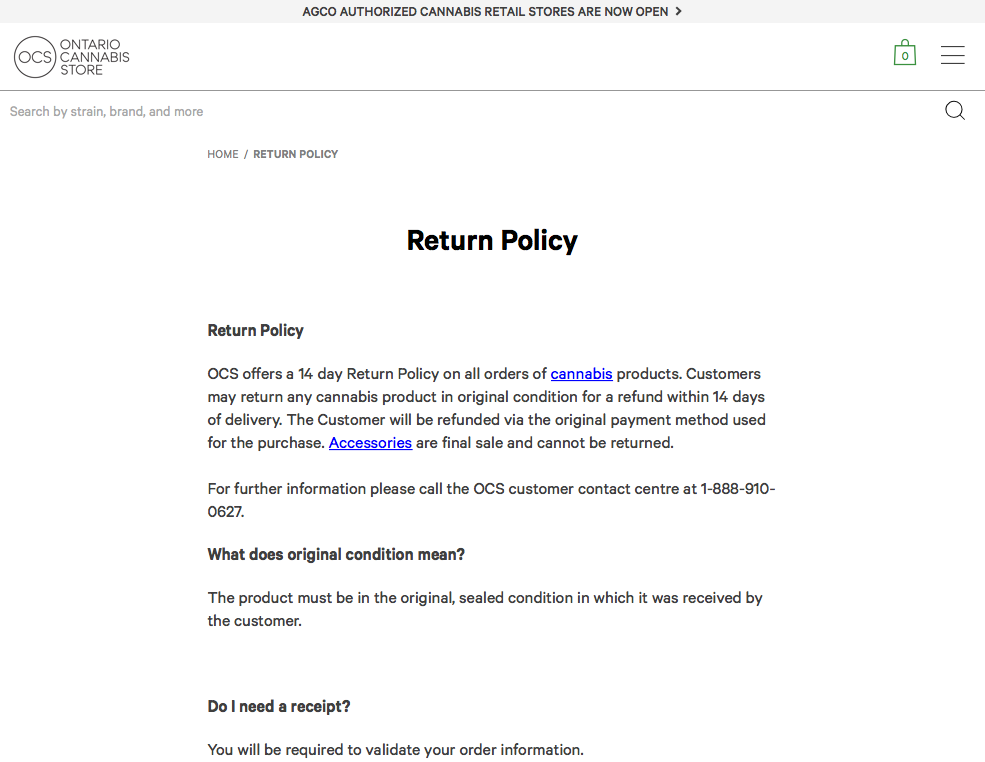 AGCO AUTHORIZED CANNABIS RETAIL STORES ARE NOW OPEN >
OCS ONTARIO
CANNABIS
STORE
0
Search by strain, brand, and more
HOME / RETURN POLICY
Return Policy
Return Policy
OCS offers a 14 day Return Policy on all orders of cannabis products. Customers
may return any cannabis product in original condition for a refund within 14 days
of delivery. The Customer will be refunded via the original payment method used
for the purchase. Accessories are final sale and cannot be returned.
For further information please call the OCS customer contact centre at 1-888-910-
0627.
What does original condition mean?
The product must be in the original, sealed condition in which it was received by
the customer.
Do I need a receipt?
You will be required to validate your order information.